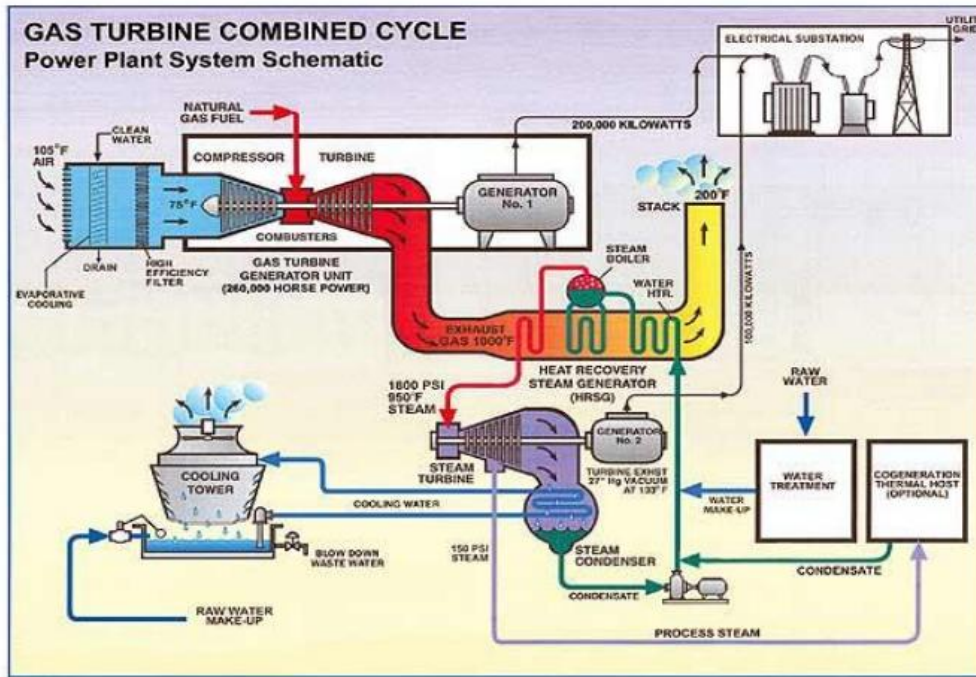 GAS TURBINE COMBINED CYCLE
Power Plant System Schematic
UTILITY
GRID
ELECTRICAL SUBSTATION
NATURAL
GAS FUEL
200,000 KILOWATTS
CLEAN
WATER
105°F
AIR
COMPRESSOR
TURBINE
GENERATOR
No. 1
75°F
200°F
STACK
COMBUSTERS
DRAIN
HIGH
EFFICIENCY
FILTER
EVAPORATIVE
COOLING
GAS TURBINE
GENERATOR UNIT
(260,000 HORSE POWER)
STEAM
BOILER
WATER
HTR.
100,000 KILOWATTS
EXHAUST
GAS 1000°F
HEAT RECOVERY
STEAM GENERATOR
(HRSG)
1800 PSI
950°F
STEAM
RAW
WATER
GENERATOR
No. 2
STEAM
TURBINE
TURBINE EXHST
27" Hg VACUUM
AT 133°F
COOLING
TOWER
COOLING WATER
WATER
MAKE-UP
WATER
TREATMENT
COGENERATION
THERMAL HOST
(OPTIONAL)
150 PSI
STEAM
STEAM
CONDENSER
BLOW DOWN
WASTE WATER
CONDENSATE
CONDENSATE
RAW WATER
MAKE-UP
PROCESS STEAM